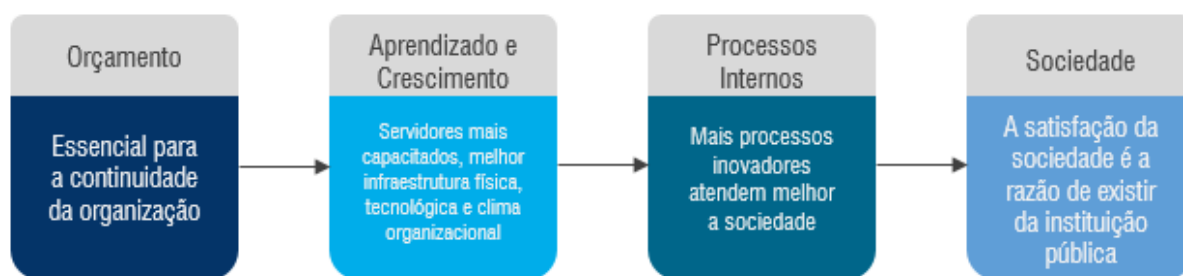 Orçamento
Essencial para
a continuidade
da organização
Aprendizado e
Crescimento
Servidores mais
capacitados, melhor
infraestrutura física,
tecnológica e clima
organizacional
Processos
Internos
Mais processos
inovadores
atendem melhor
a sociedade
Sociedade
A satisfação da
sociedade é a
razão de existir
da instituição
pública